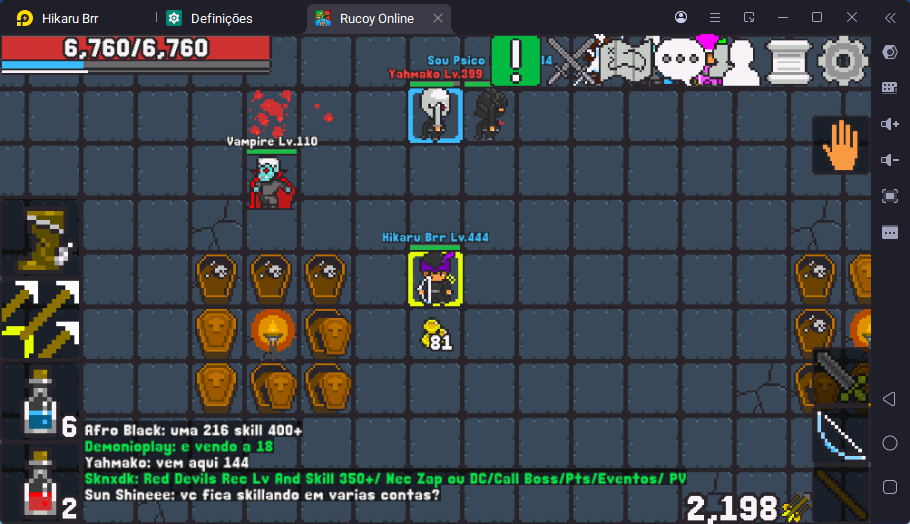 Hikaru Brr
Definições
Rucoy Online
6,760/6,760
Sou Psico
Yahmako Lv.399
Vampire Lv.110
Hikaru Brr Lv.444
81
6
2
Afro Black: uma 216 skill 400+
Demonioplay: e vendo a 18
Yahmako: vem aqui 144
Sknxdk: Red Devils Rec Lv And Skill 350+/ Nec Zap ou DC/Call Boss/Pts/Eventos/ PV
Sun Shineee: vc fica skillando em varias contas?
2,198